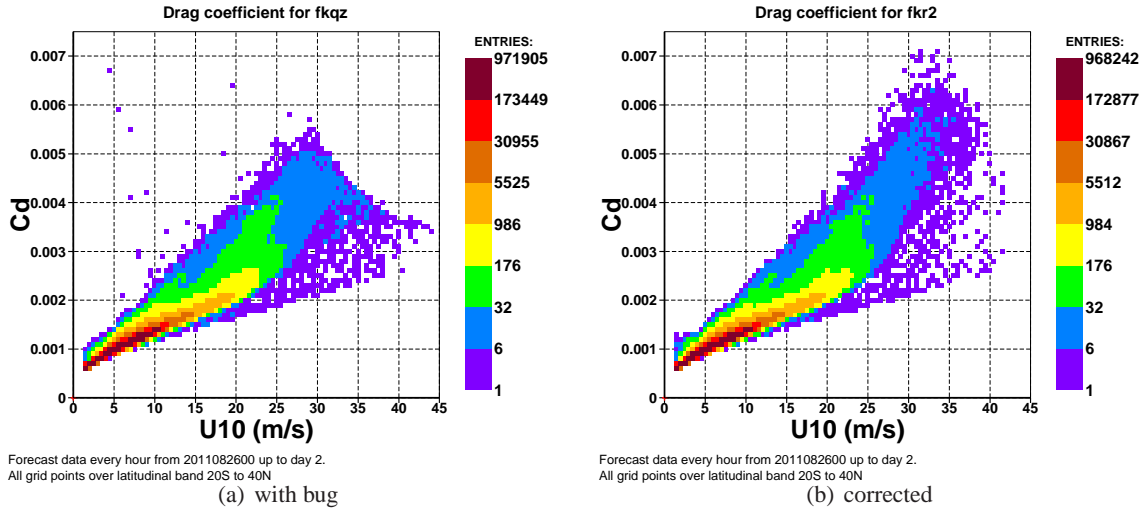 Drag coefficient for fkqz
ENTRIES:
971905
173449
30955
5525
986
176
32
6
1
0.007
0.006
0.005
0.004
0.003
0.002
0.001
0
Cd
0 5 10 15 20 25 30 35 40 45
U10 (m/s)
Forecast data every hour from 2011082600 up to day 2.
All grid points over latitudinal band 20S to 40N
(a) with bug
Drag coefficient for fkr2
ENTRIES:
968242
172877
30867
5512
984
176
32
6
1
0.007
0.006
0.005
0.004
0.003
0.002
0.001
0
Cd
0 5 10 15 20 25 30 35 40 45
U10 (m/s)
Forecast data every hour from 2011082600 up to day 2.
All grid points over latitudinal band 20S to 40N
(b) corrected